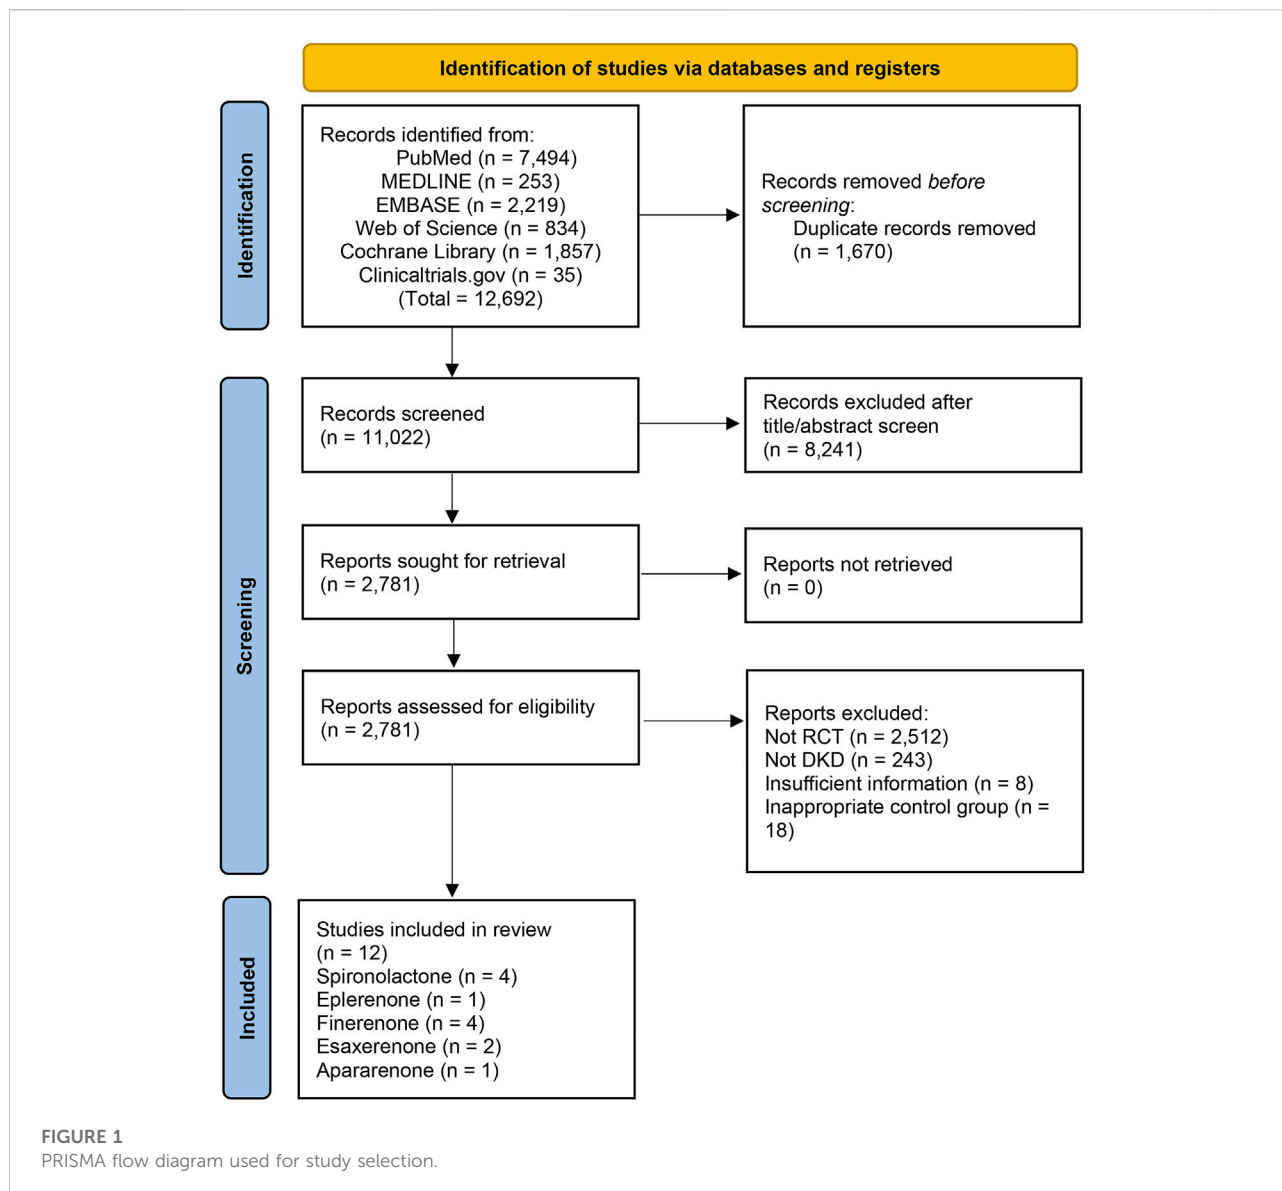 Identification of studies via databases and registers
Identification
Records identified from:
PubMed (n = 7,494)
MEDLINE (n = 253)
EMBASE (n = 2,219)
Web of Science (n = 834)
Cochrane Library (n = 1,857)
Clinicaltrials.gov (n = 35)
(Total = 12,692)
Records removed before
screening:
Duplicate records removed
(n = 1,670)
Screening
Records screened
(n = 11,022)
Records excluded after
title/abstract screen
(n = 8,241)
Reports sought for retrieval
(n = 2,781)
Reports not retrieved
(n = 0)
Reports assessed for eligibility
(n = 2,781)
Reports excluded:
Not RCT (n = 2,512)
Not DKD (n = 243)
Insufficient information (n = 8)
Inappropriate control group (n =
18)
Included
Studies included in review
(n = 12)
Spironolactone (n = 4)
Eplerenone (n = 1)
Finerenone (n = 4)
Esaxerenone (n = 2)
Apararenone (n = 1)
FIGURE 1
PRISMA flow diagram used for study selection.